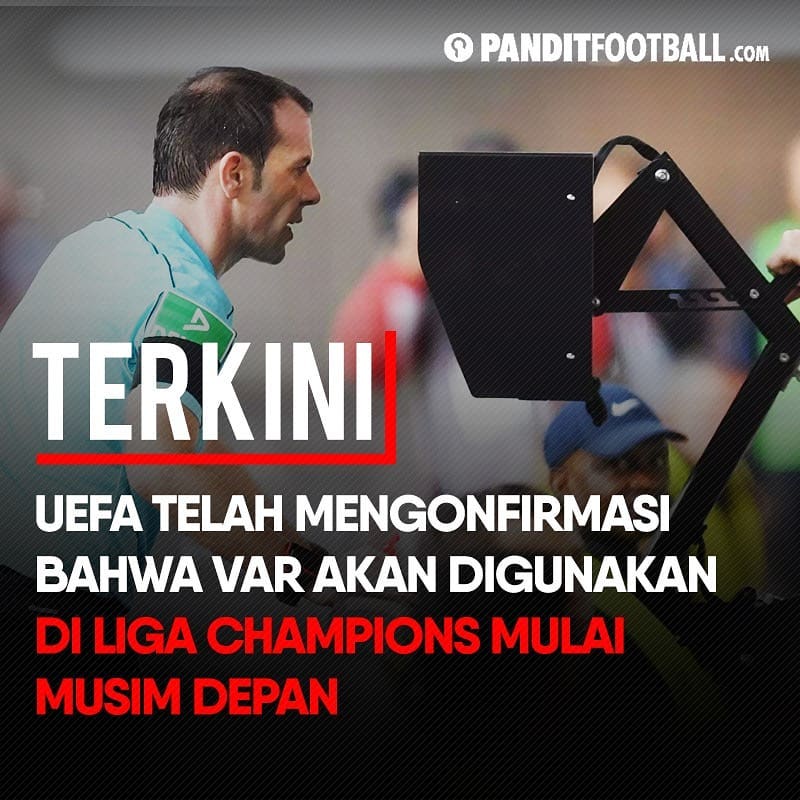 PANDITFOOTBALL.COM
TERKINI
UEFA TELAH MENGONFIRMASI
BAHWA VAR AKAN DIGUNAKAN
DI LIGA CHAMPIONS MULAI
MUSIM DEPAN